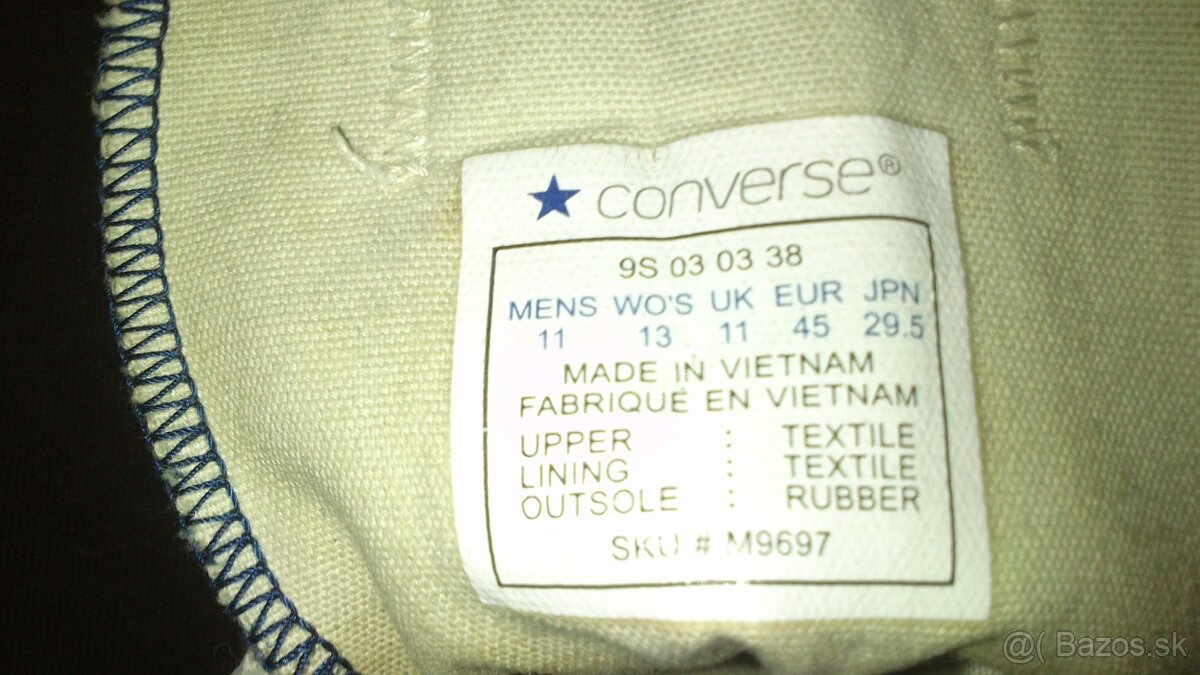 converse®
9S 03 03 38
MENS WO'S UK EUR JPN
11 13 11 45 29.5
MADE IN VIETNAM
FABRIQUÉ EN VIETNAM
UPPER : TEXTILE
LINING : TEXTILE
OUTSOLE : RUBBER
SKU # M9697
@( Bazos.sk